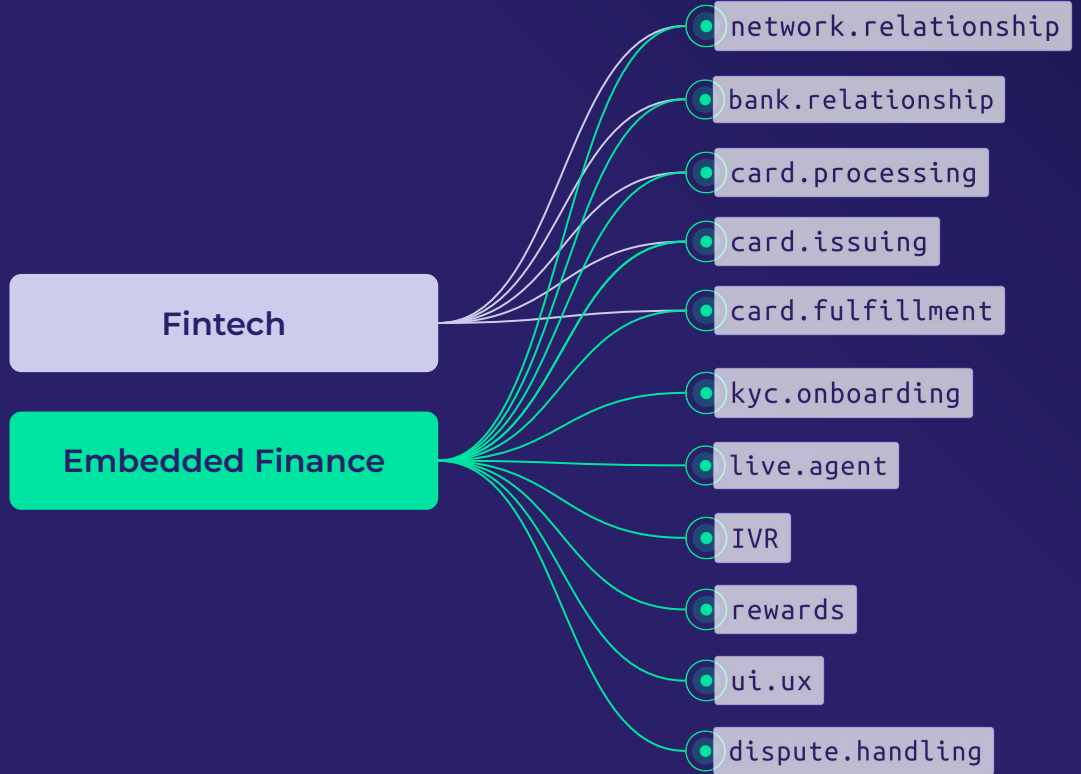 network.relationship
bank.relationship
card.processing
card.issuing
card.fulfillment
Fintech
kyc.onboarding
Embedded Finance
live.agent
IVR
rewards
ui.ux
dispute.handling